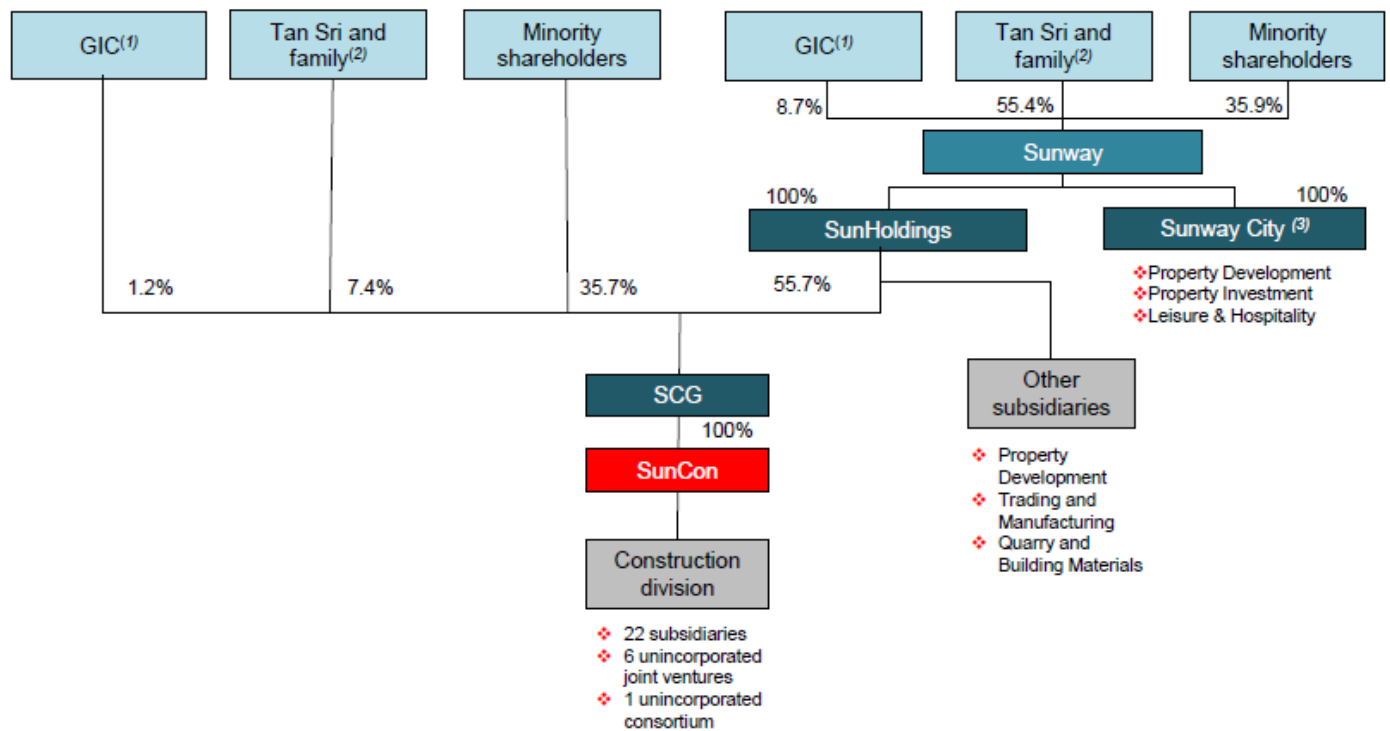 GIC(1)
Tan Sri and
family(2)
Minority
shareholders
GIC(1)
Tan Sri and
family(2)
Minority
shareholders
8.7%
55.4%
35.9%
Sunway
100%
100%
SunHoldings
Sunway City (3)
❖Property Development
❖Property Investment
❖Leisure & Hospitality
1.2%
7.4%
35.7%
55.7%
SCG
100%
Other
subsidiaries
SunCon
❖ Property
Development
❖ Trading and
Manufacturing
❖ Quarry and
Building Materials
Construction
division
❖ 22 subsidiaries
❖ 6 unincorporated
joint ventures
❖ 1 unincorporated
consortium